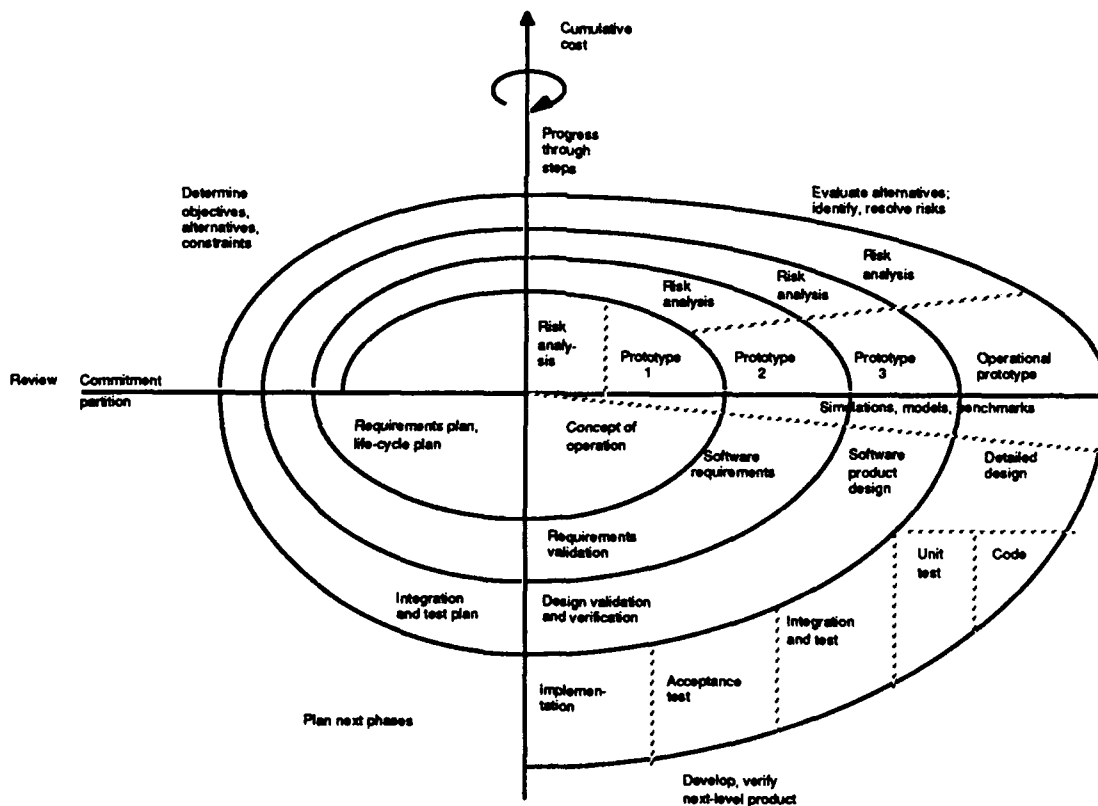 Cumulative
cost
Progress
through
steps
Determine
objectives,
alternatives,
constraints
Evaluate alternatives;
identify, resolve risks
Risk
analysis
Risk
analysis
Risk
analysis
Risk
analy-
sis
Prototype
1
Prototype
2
Prototype
3
Operational
prototype
Review
Commitment
partition
Simulations, models, benchmarks
Requirements plan,
life-cycle plan
Concept of
operation
Software
requirements
Software
product
design
Detailed
design
Requirements
validation
Unit
test
Code
Integration
and test plan
Design validation
and verification
Integration
and test
Acceptance
test
Implemen-
tation
Plan next phases
Develop, verify
next-level product